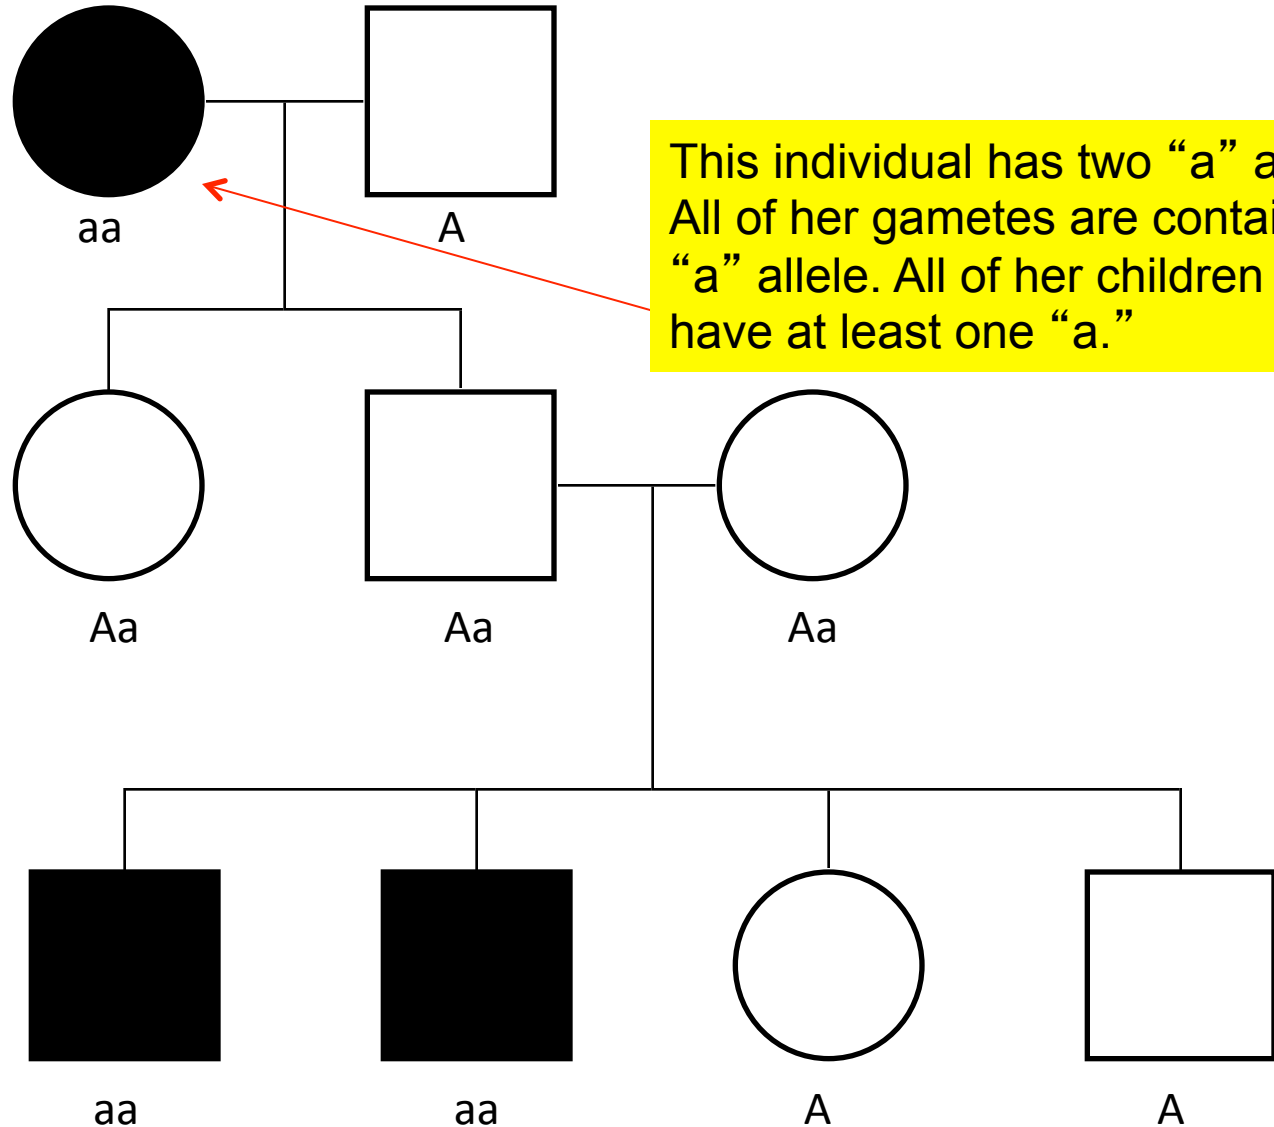 This individual has two “a” a
All of her gametes are contai
“a” allele. All of her children
have at least one “a.”
aa A
Aa Aa Aa
aa aa A A